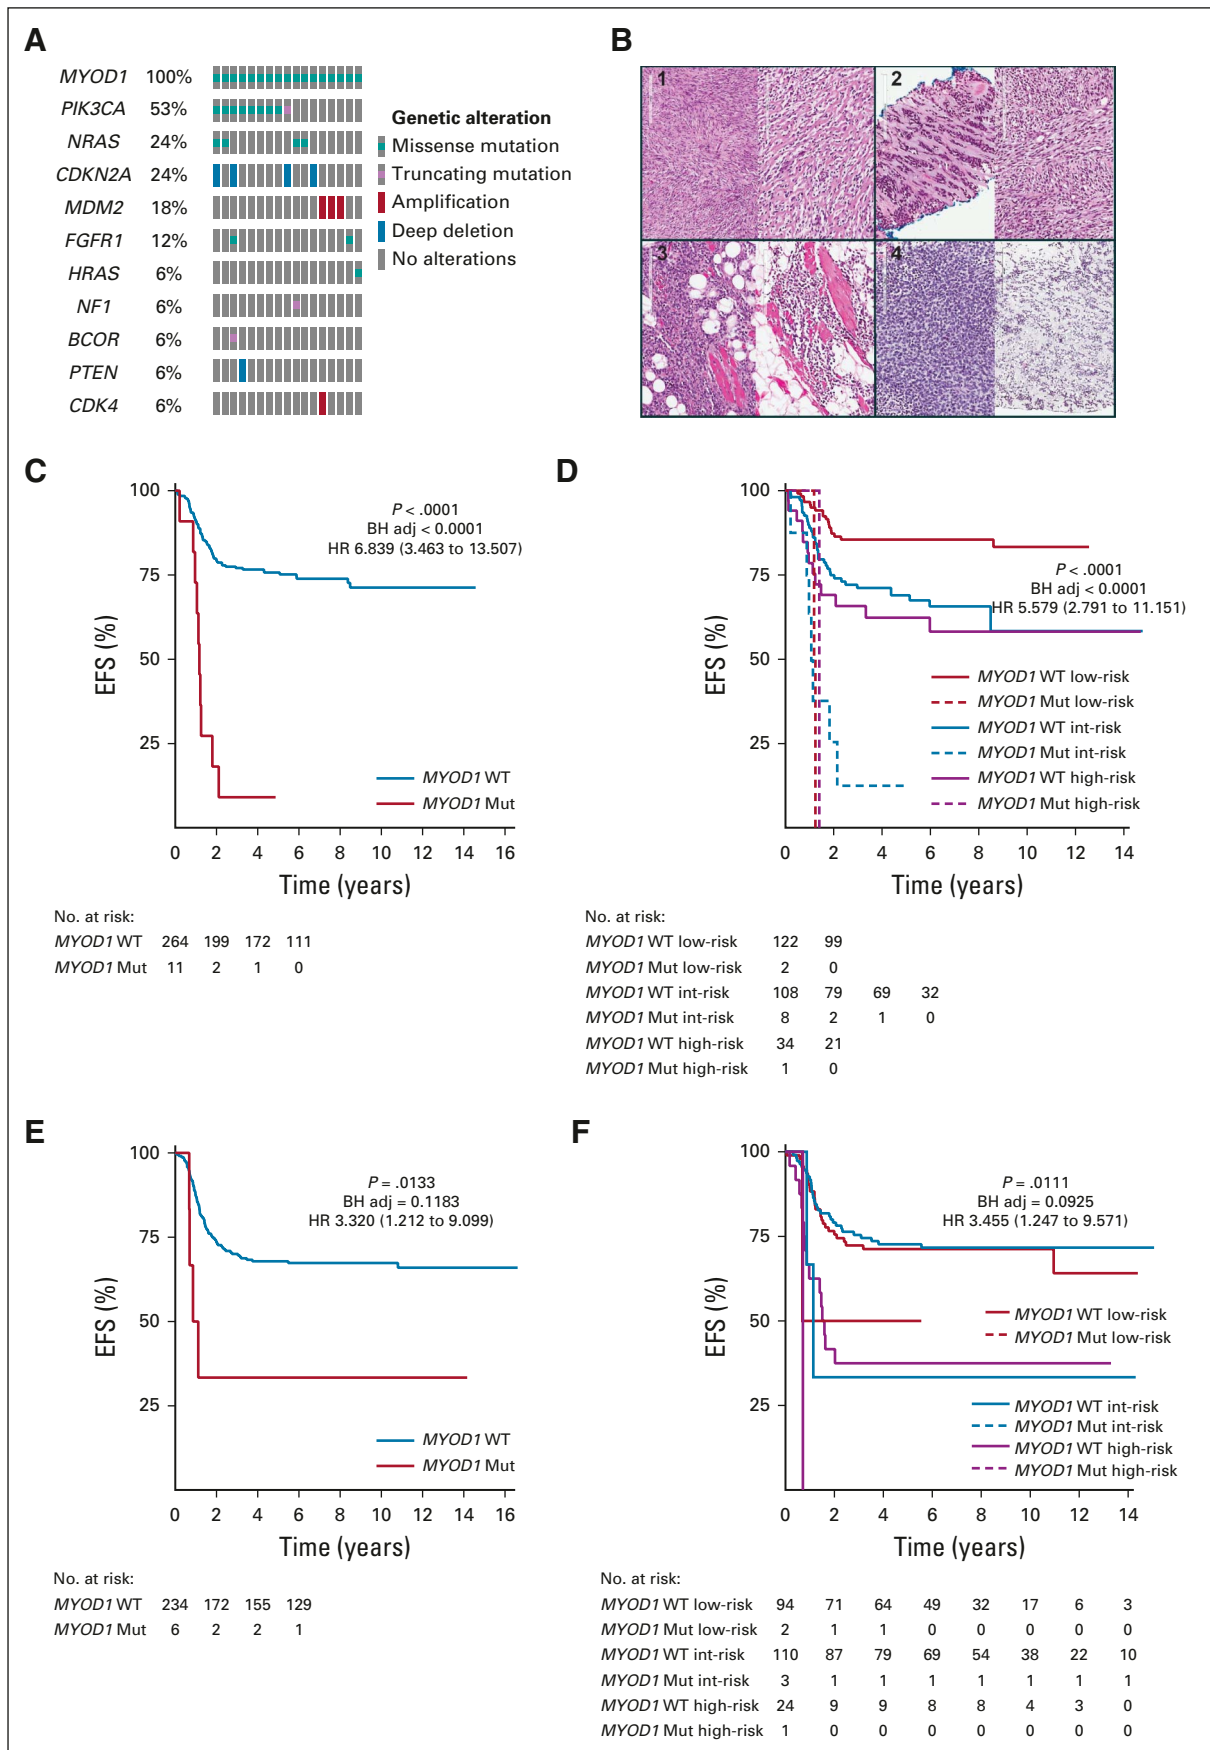 A
MYOD1 100%
PIK3CA 53%
NRAS 24%
CDKN2A 24%
MDM2 18%
FGFR1 12%
HRAS 6%
NF1 6%
BCOR 6%
PTEN 6%
CDK4 6%
Genetic alteration
Missense mutation
Truncating mutation
Amplification
Deep deletion
No alterations
B
1
2
3
4
C
EFS (%)
100
75
50
25
P < .0001
BH adj < 0.0001
HR 6.839 (3.463 to 13.507)
MYOD1 WT
MYOD1 Mut
0 2 4 6 8 10 12 14 16
Time (years)
No. at risk:
MYOD1 WT 264 199 172 111
MYOD1 Mut 11 2 1 0
D
EFS (%)
100
75
50
25
P < .0001
BH adj < 0.0001
HR 5.579 (2.791 to 11.151)
MYOD1 WT low-risk
MYOD1 Mut low-risk
MYOD1 WT int-risk
MYOD1 Mut int-risk
MYOD1 WT high-risk
MYOD1 Mut high-risk
0 2 4 6 8 10 12 14
Time (years)
No. at risk:
MYOD1 WT low-risk 122 99
MYOD1 Mut low-risk 2 0
MYOD1 WT int-risk 108 79 69 32
MYOD1 Mut int-risk 8 2 1 0
MYOD1 WT high-risk 34 21
MYOD1 Mut high-risk 1 0
E
EFS (%)
100
75
50
25
P = .0133
BH adj = 0.1183
HR 3.320 (1.212 to 9.099)
MYOD1 WT
MYOD1 Mut
0 2 4 6 8 10 12 14 16
Time (years)
No. at risk:
MYOD1 WT 234 172 155 129
MYOD1 Mut 6 2 2 1
F
EFS (%)
100
75
50
25
P = .0111
BH adj = 0.0925
HR 3.455 (1.247 to 9.571)
MYOD1 WT low-risk
MYOD1 Mut low-risk
MYOD1 WT int-risk
MYOD1 Mut int-risk
MYOD1 WT high-risk
MYOD1 Mut high-risk
0 2 4 6 8 10 12 14
Time (years)
No. at risk:
MYOD1 WT low-risk 94 71 64 49 32 17 6 3
MYOD1 Mut low-risk 2 1 1 0 0 0 0 0
MYOD1 WT int-risk 110 87 79 69 54 38 22 10
MYOD1 Mut int-risk 3 1 1 1 1 1 1 1
MYOD1 WT high-risk 24 9 9 8 8 4 3 0
MYOD1 Mut high-risk 1 0 0 0 0 0 0 0